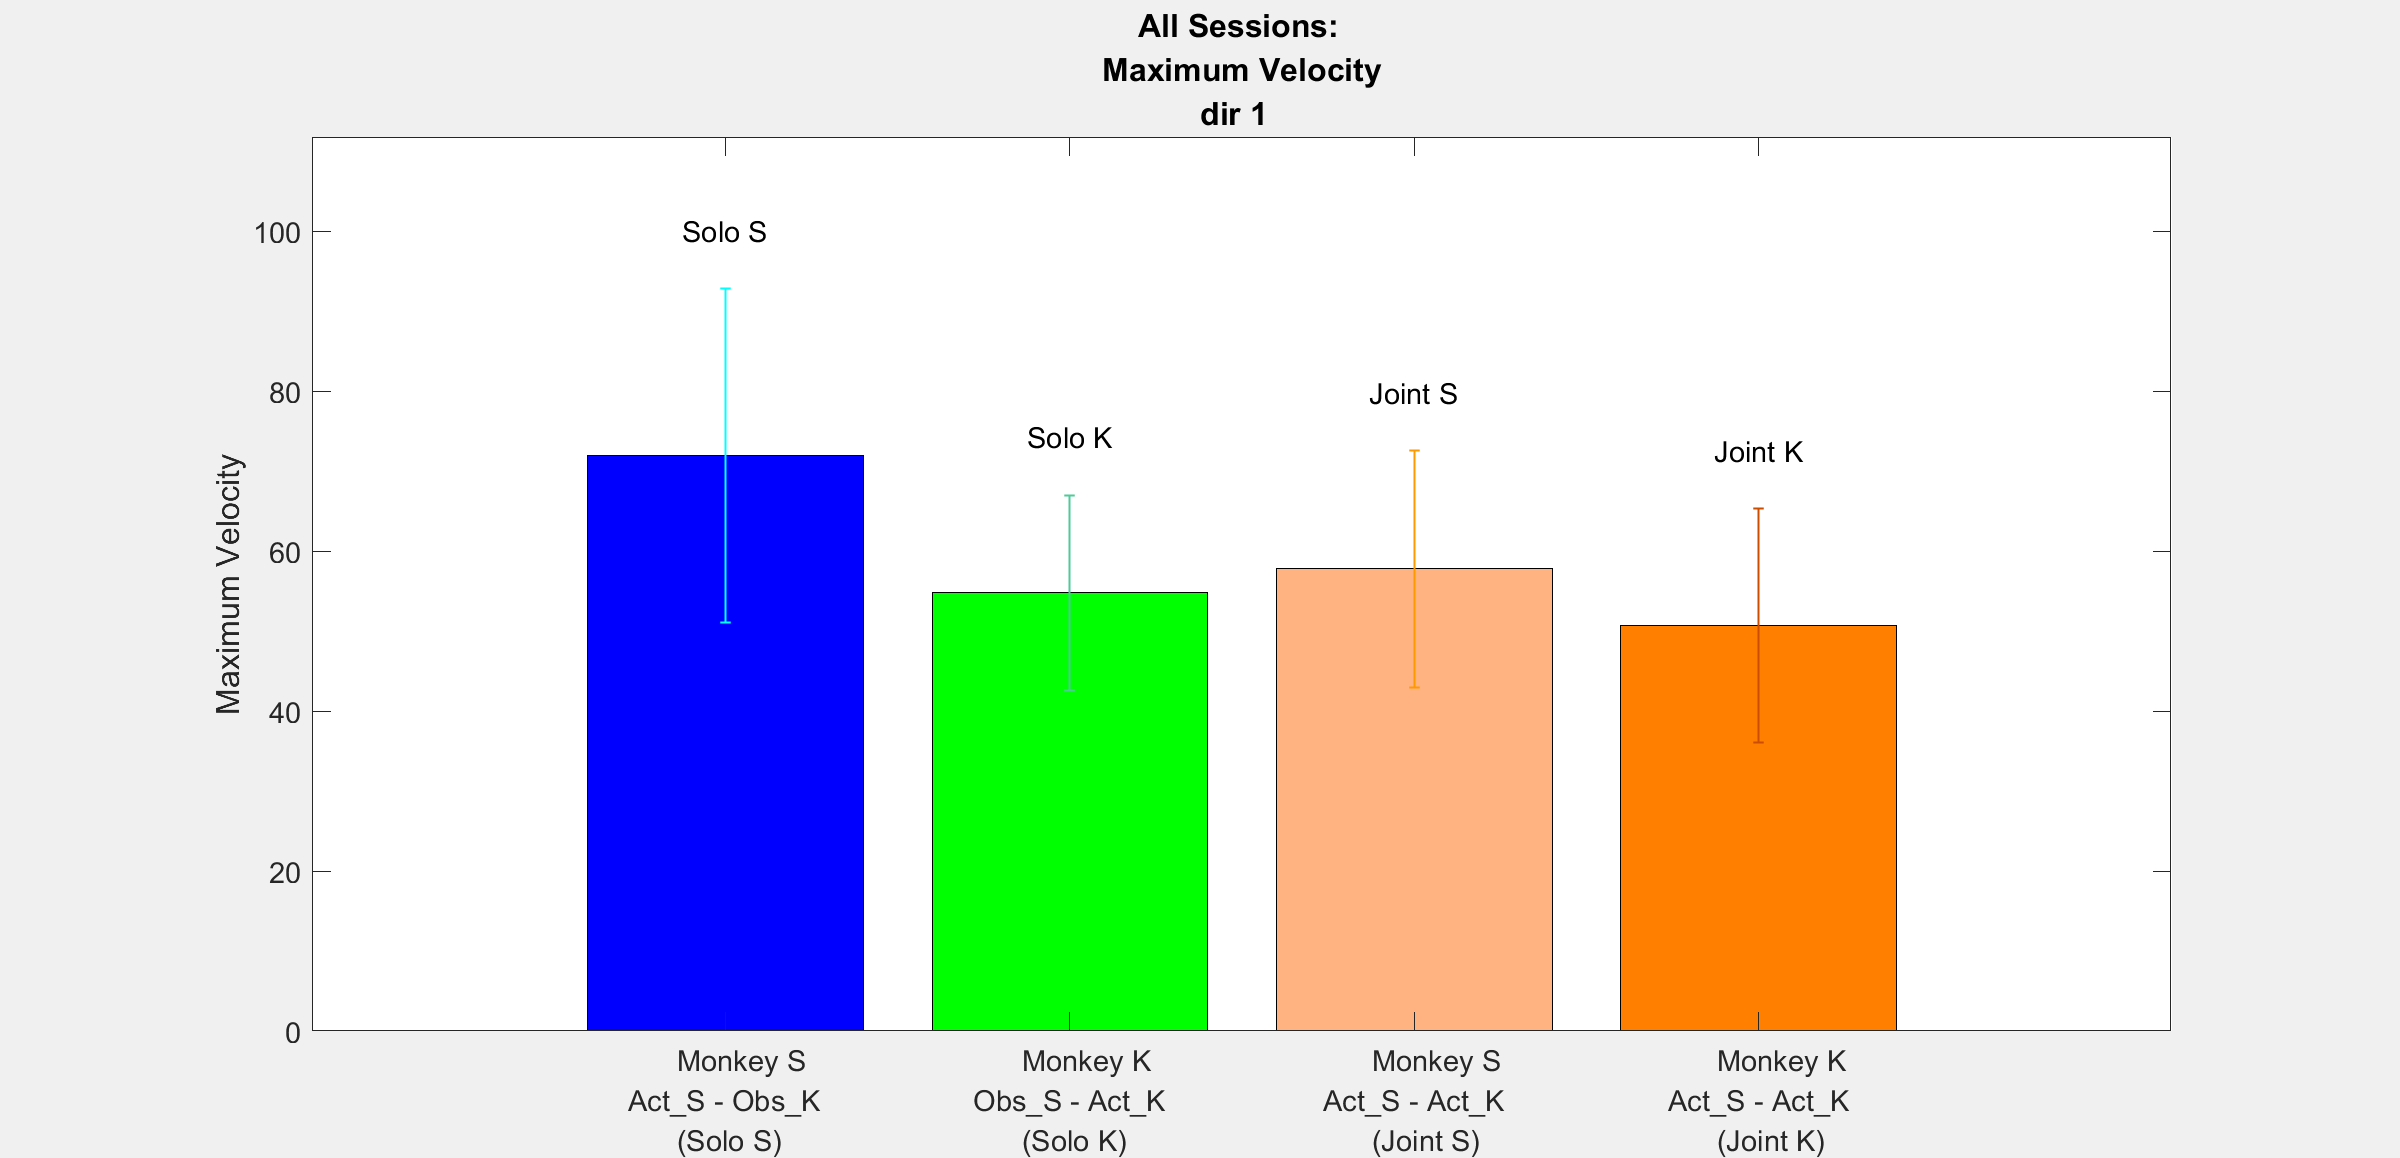 All Sessions:
Maximum Velocity
dir 1
Maximum Velocity
100
80
60
40
20
0
Solo S
Solo K
Joint S
Joint K
Monkey S
Act_S - Obs_K
(Solo S)
Monkey K
Obs_S - Act_K
(Solo K)
Monkey S
Act_S - Act_K
(Joint S)
Monkey K
Act_S - Act_K
(Joint K)